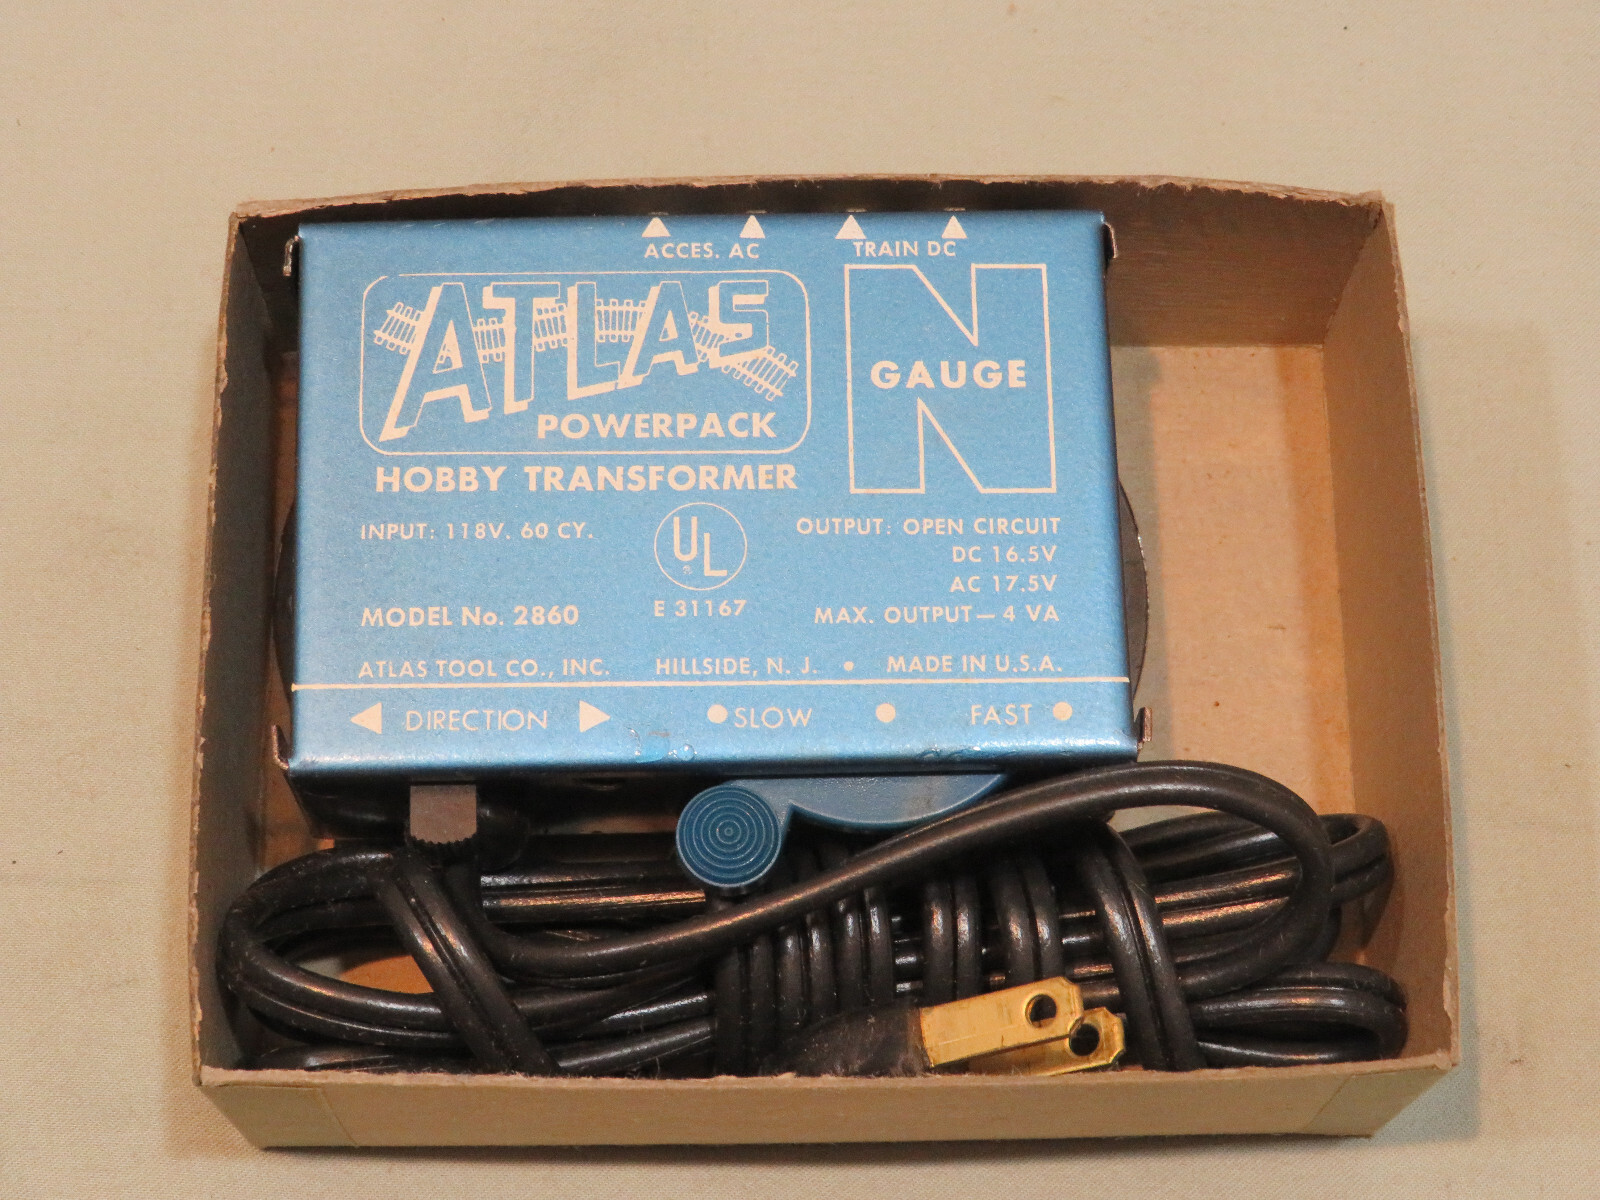 ACCES. AC TRAIN DC
ATLAS
POWERPACK
N
GAUGE
HOBBY TRANSFORMER
INPUT: 118V. 60 CY.
UL
®
E 31167
OUTPUT: OPEN CIRCUIT
DC 16.5V
AC 17.5V
MAX. OUTPUT— 4 VA
MODEL No. 2860
ATLAS TOOL CO., INC. HILLSIDE, N. J. • MADE IN U.S.A.
◀ DIRECTION ▶ ● SLOW ● FAST ●